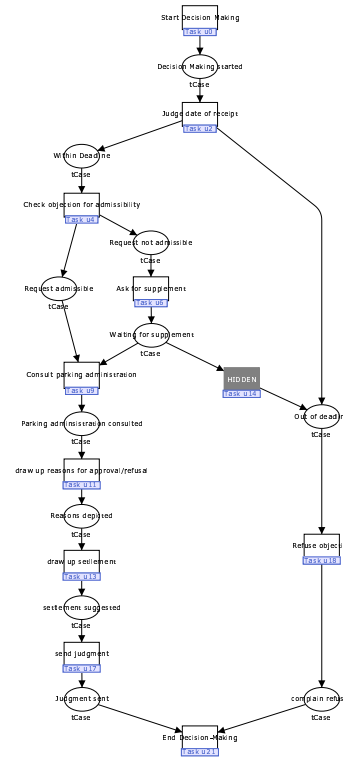 Start Decision Making
Task u0
Decision Making started
tCase
Judge date of receipt
Task u2
Within Deadline
tCase
Check objection for admissibility
Task u4
Request not admissible
tCase
Request admissible
tCase
Ask for supplement
Task u6
Waiting for supplement
tCase
Consult parking administration
Task u9
HIDDEN
Task u14
Out of deadl
tCase
Parking administration consulted
tCase
draw up reasons for approval/refusal
Task u11
Reasons depicted
tCase
Refuse objecti
Task u18
draw up settlement
Task u13
settlement suggested
tCase
send judgment
Task u17
Judgment sent
tCase
complain refus
tCase
End Decision-Making
Task u21